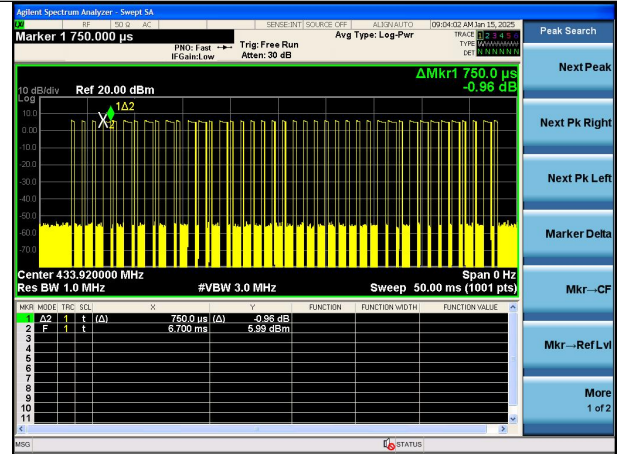 Agilent Spectrum Analyzer - Swept SA
RF 50 Ω AC SENSE:INT SOURCE OFF ALIGNAUTO 09:04:02 AM Jan 15, 2025
Marker 1 750.000 µs Avg Type: Log-Pwr TRACE 1 2 3 4 5 6
PNO: Fast Trig: Free Run TYPE WWWWWW
IFGain:Low Atten: 30 dB DET N N N N N N
Peak Search
ΔMkr1 750.0 µs
10 dB/div Ref 20.00 dBm -0.96 dB
Log
1Δ2
10.0
X2
0.00
-10.0
-20.0
-30.0
-40.0
-50.0
-60.0
-70.0
Center 433.920000 MHz Span 0 Hz
Res BW 1.0 MHz #VBW 3.0 MHz Sweep 50.00 ms (1001 pts)
MKR MODE TRC SCL X Y FUNCTION FUNCTION WIDTH FUNCTION VALUE
1 Δ2 1 t (Δ) 750.0 µs (Δ) -0.96 dB
2 F 1 t 6.700 ms 5.99 dBm
3
4
5
6
7
8
9
10
11
MSG STATUS
Next Peak
Next Pk Right
Next Pk Left
Marker Delta
Mkr→CF
Mkr→Ref Lvl
More
1 of 2